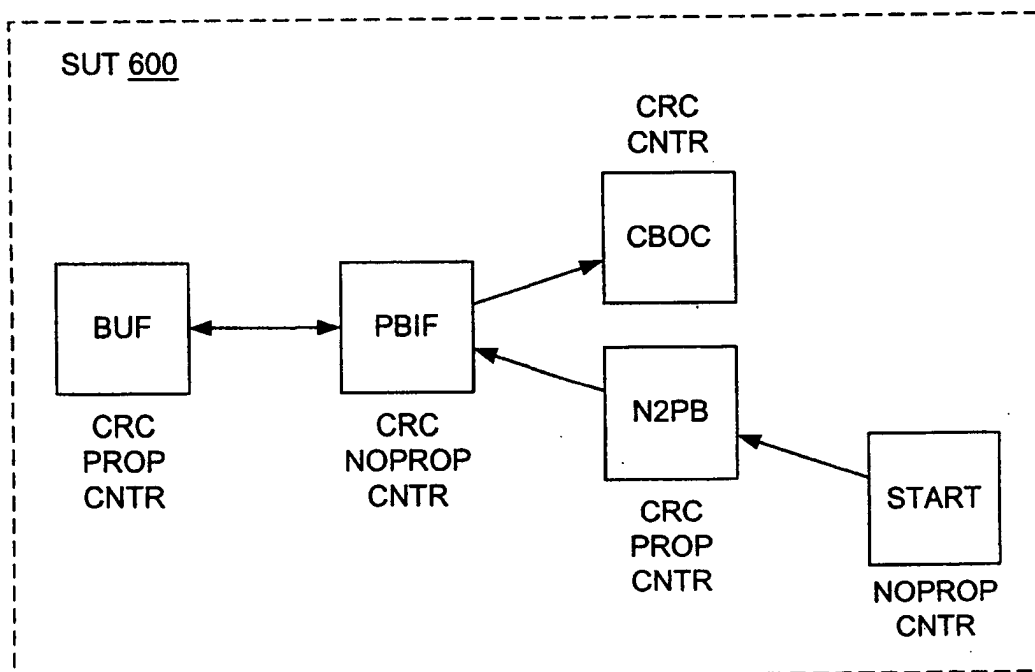 SUT 600
CRC
CNTR
CBOC
BUF
PBIF
N2PB
START
CRC
PROP
CNTR
CRC
NOPROP
CNTR
CRC
PROP
CNTR
NOPROP
CNTR